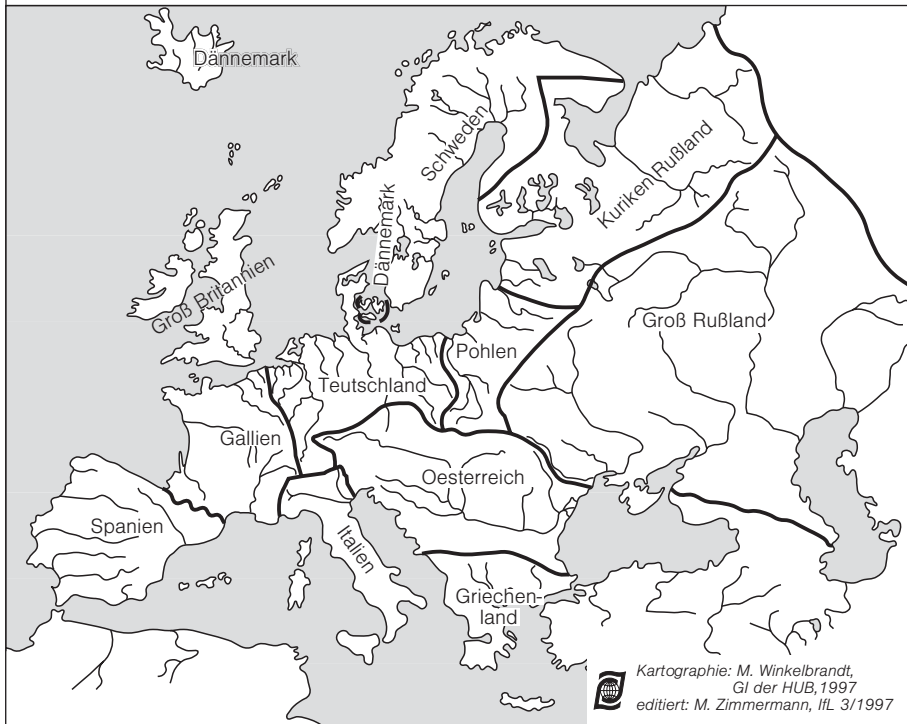 Dännemark
Schweden
Kuriken Rußland
Dännemark
Groß Britannien
Groß Rußland
Pohlen
Teutschland
Gallien
Oesterreich
Spanien
Italien
Griechen-
land
Kartographie: M. Winkelbrandt,
GI der HUB,1997
editiert: M. Zimmermann, IfL 3/1997